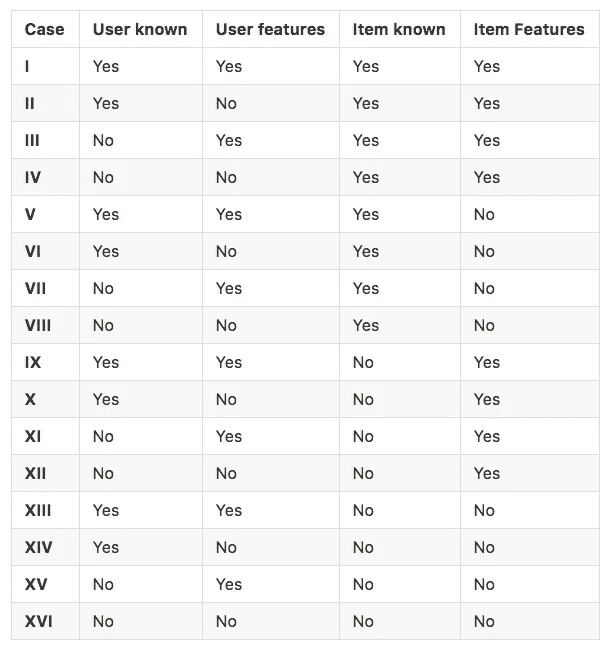 Case User known User features Item known Item Features
I Yes Yes Yes Yes
II Yes No Yes Yes
III No Yes Yes Yes
IV No No Yes Yes
V Yes Yes Yes No
VI Yes No Yes No
VII No Yes Yes No
VIII No No Yes No
IX Yes Yes No Yes
X Yes No No Yes
XI No Yes No Yes
XII No No No Yes
XIII Yes Yes No No
XIV Yes No No No
XV No Yes No No
XVI No No No No